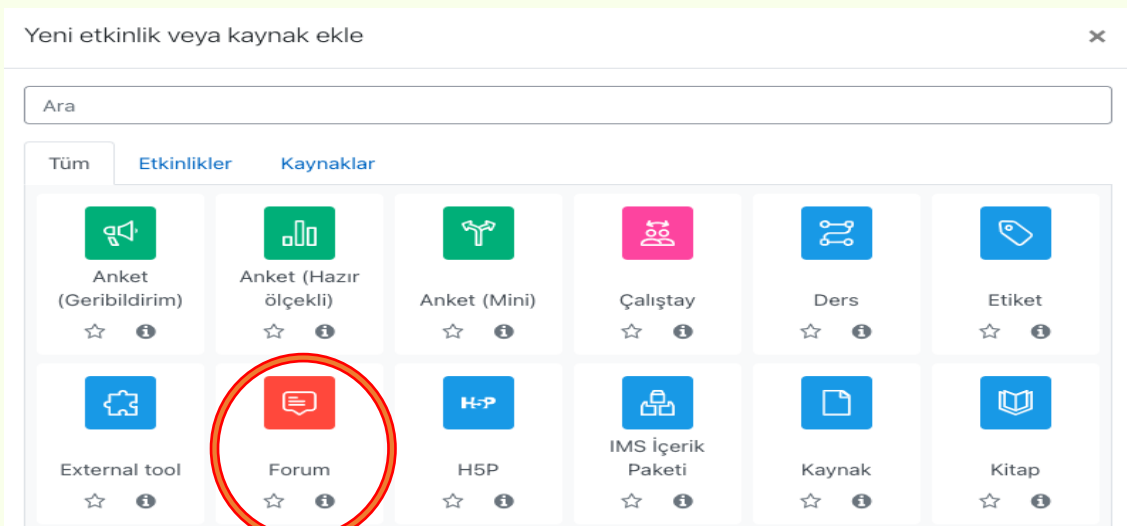 Yeni etkinlik veya kaynak ekle
×
Ara
Tüm
Etkinlikler
Kaynaklar
Anket
(Geribildirim)
Anket (Hazır
ölçekli)
Anket (Mini)
Çalıştay
Ders
Etiket
External tool
Forum
H5P
H5P
IMS İçerik
Paketi
Kaynak
Kitap